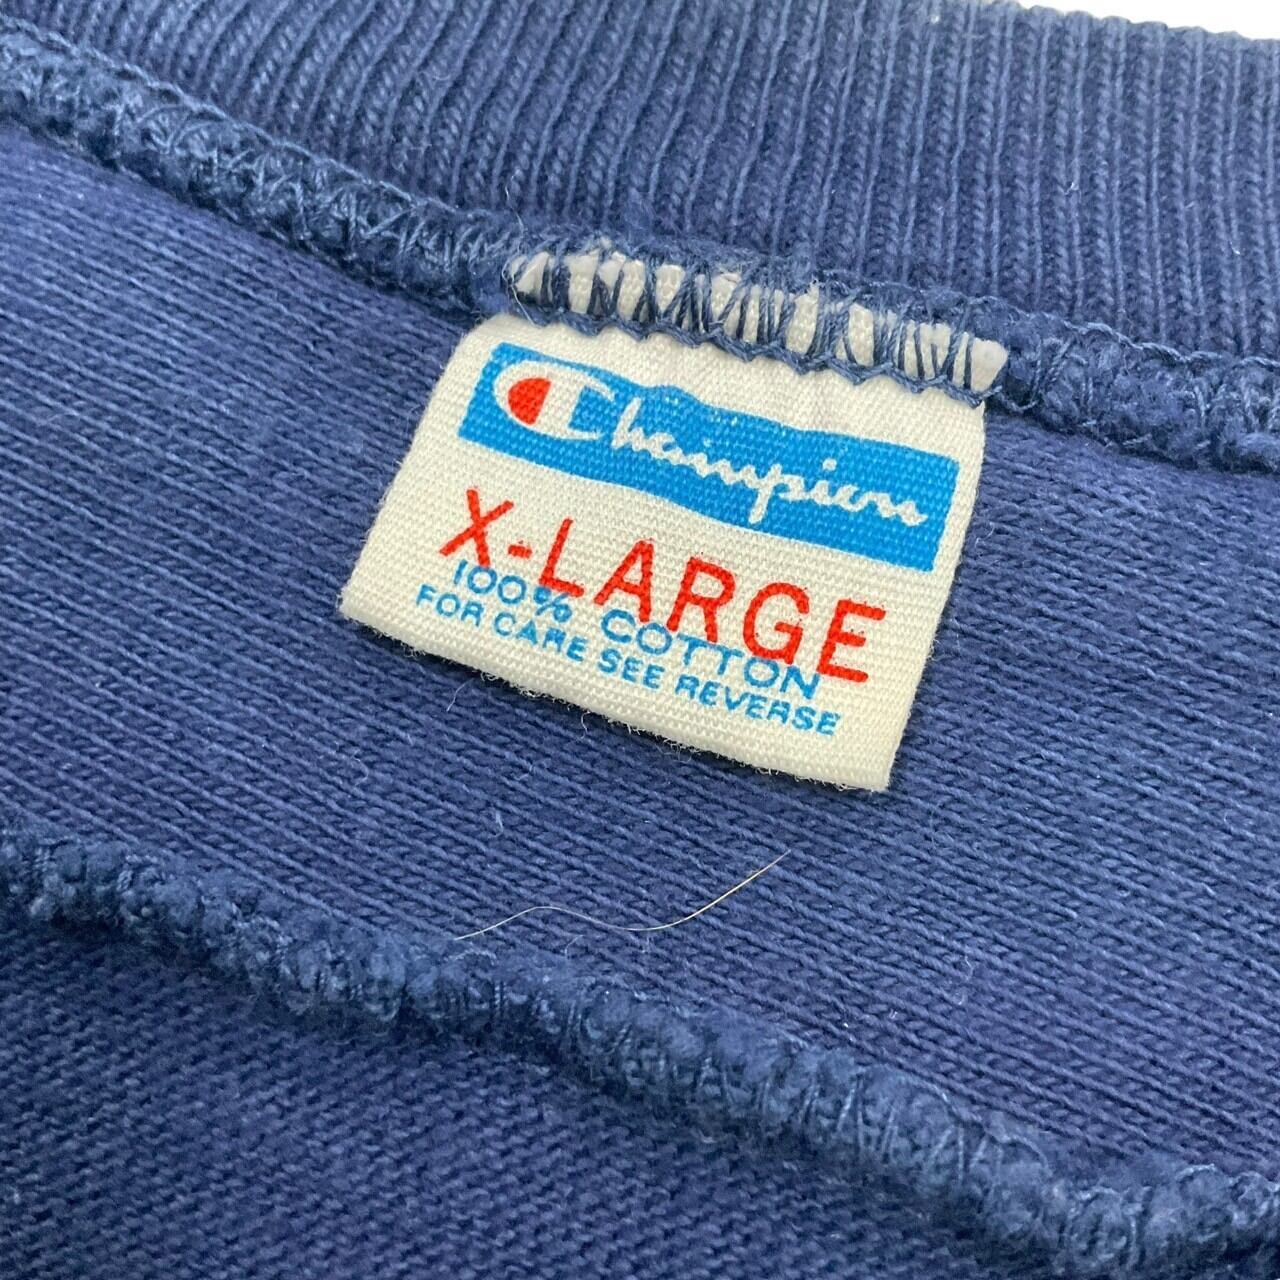 Champion
X-LARGE
100% COTTON
FOR CARE SEE REVERSE